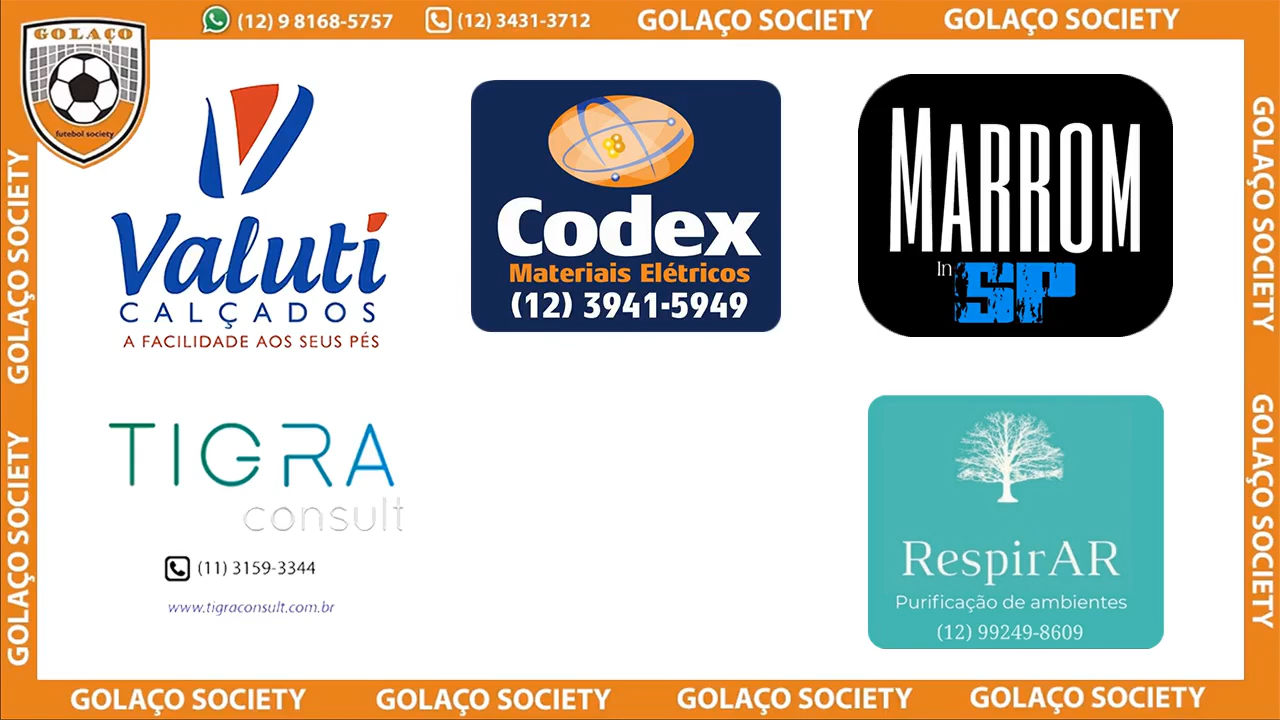 GOLAÇO
futebol society
(12) 9 8168-5757
(12) 3431-3712
GOLAÇO SOCIETY
GOLAÇO SOCIETY
GOLAÇO SOCIETY
GOLAÇO SOCIETY
Valuti
CALÇADOS
A FACILIDADE AOS SEUS PÉS
Codex
Materiais Elétricos
(12) 3941-5949
MARROM
In SP
TIGRA
consult
(11) 3159-3344
www.tigraconsult.com.br
RespirAR
Purificação de ambientes
(12) 99249-8609
GOLAÇO SOCIETY
GOLAÇO SOCIETY
GOLAÇO SOCIETY
GOLAÇO SOCIETY
GOLAÇO SOCIETY
GOLAÇO SOCIETY